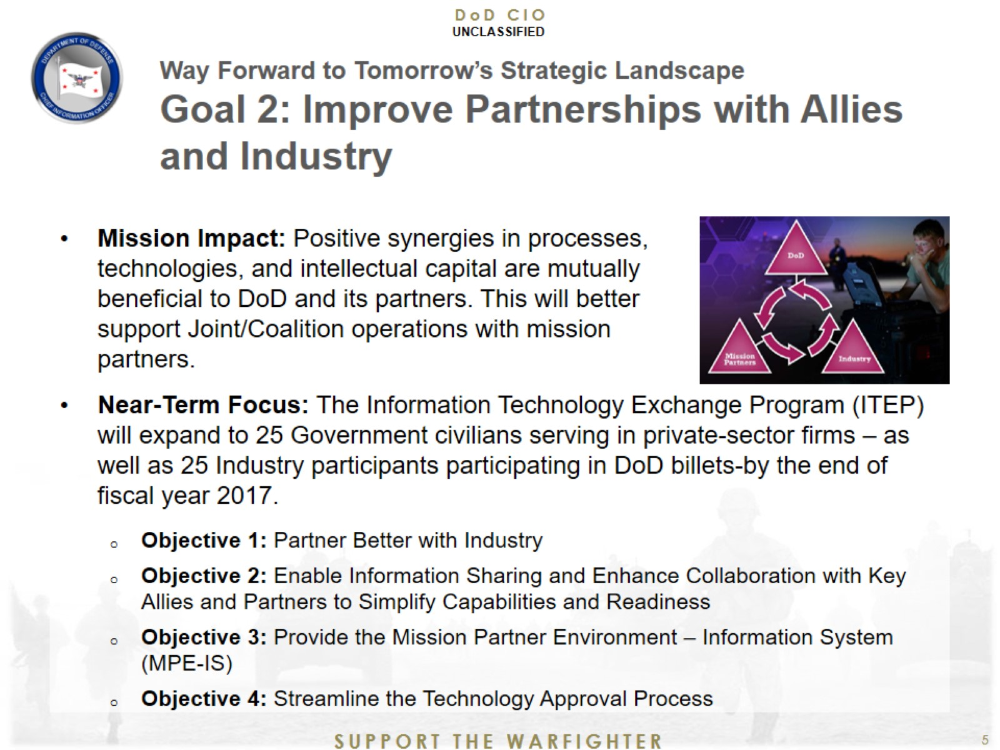 DoD CIO
UNCLASSIFIED
DEPARTMENT OF DEFENSE
CHIEF INFORMATION OFFICER
Way Forward to Tomorrow’s Strategic Landscape
Goal 2: Improve Partnerships with Allies
and Industry
• Mission Impact: Positive synergies in processes,
technologies, and intellectual capital are mutually
beneficial to DoD and its partners. This will better
support Joint/Coalition operations with mission
partners.
DoD
Mission
Partners
Industry
• Near-Term Focus: The Information Technology Exchange Program (ITEP)
will expand to 25 Government civilians serving in private-sector firms – as
well as 25 Industry participants participating in DoD billets-by the end of
fiscal year 2017.
o Objective 1: Partner Better with Industry
o Objective 2: Enable Information Sharing and Enhance Collaboration with Key
Allies and Partners to Simplify Capabilities and Readiness
o Objective 3: Provide the Mission Partner Environment – Information System
(MPE-IS)
o Objective 4: Streamline the Technology Approval Process
SUPPORT THE WARFIGHTER
5